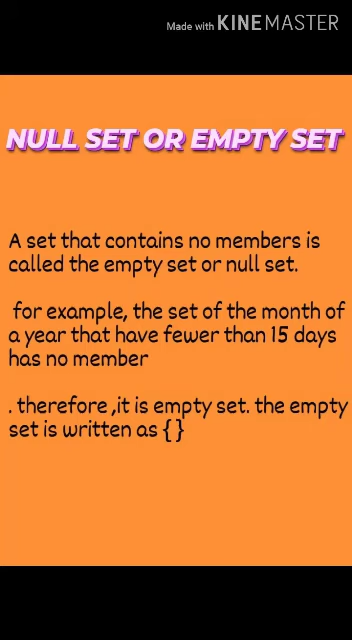 Made with KINEMASTER
NULL SET OR EMPTY SET
A set that contains no members is
called the empty set or null set.
for example, the set of the month of
a year that have fewer than 15 days
has no member
. therefore ,it is empty set. the empty
set is written as { }